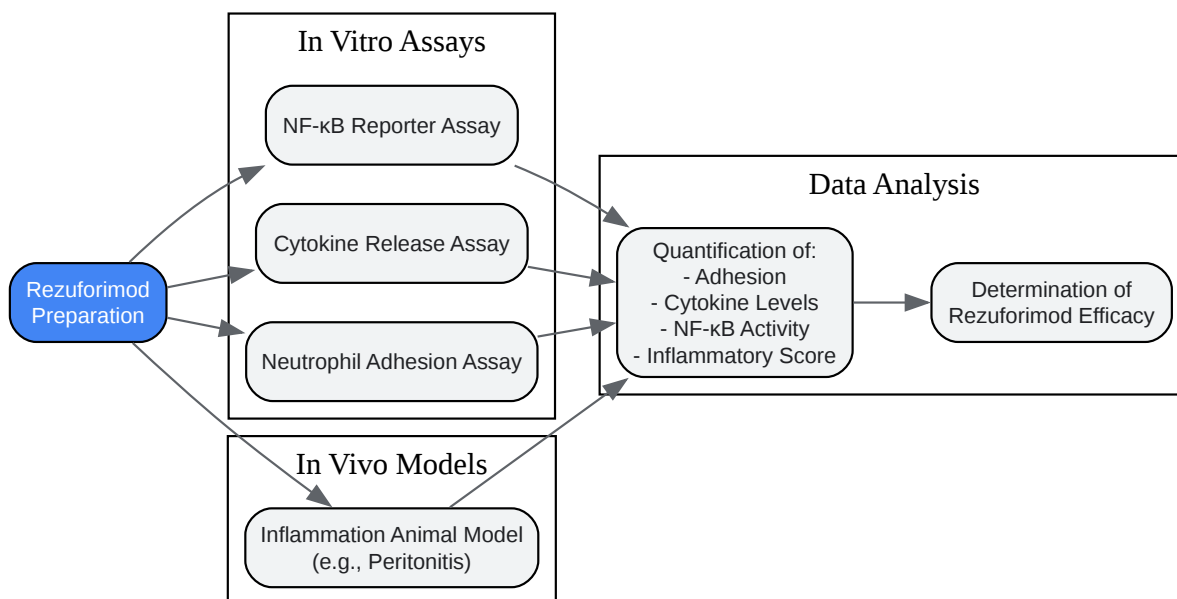 In Vitro Assays
NF-κB Reporter Assay
Cytokine Release Assay
Neutrophil Adhesion Assay
Rezuforimod
Preparation
In Vivo Models
Inflammation Animal Model
(e.g., Peritonitis)
Data Analysis
Quantification of:
- Adhesion
- Cytokine Levels
- NF-κB Activity
- Inflammatory Score
Determination of
Rezuforimod Efficacy